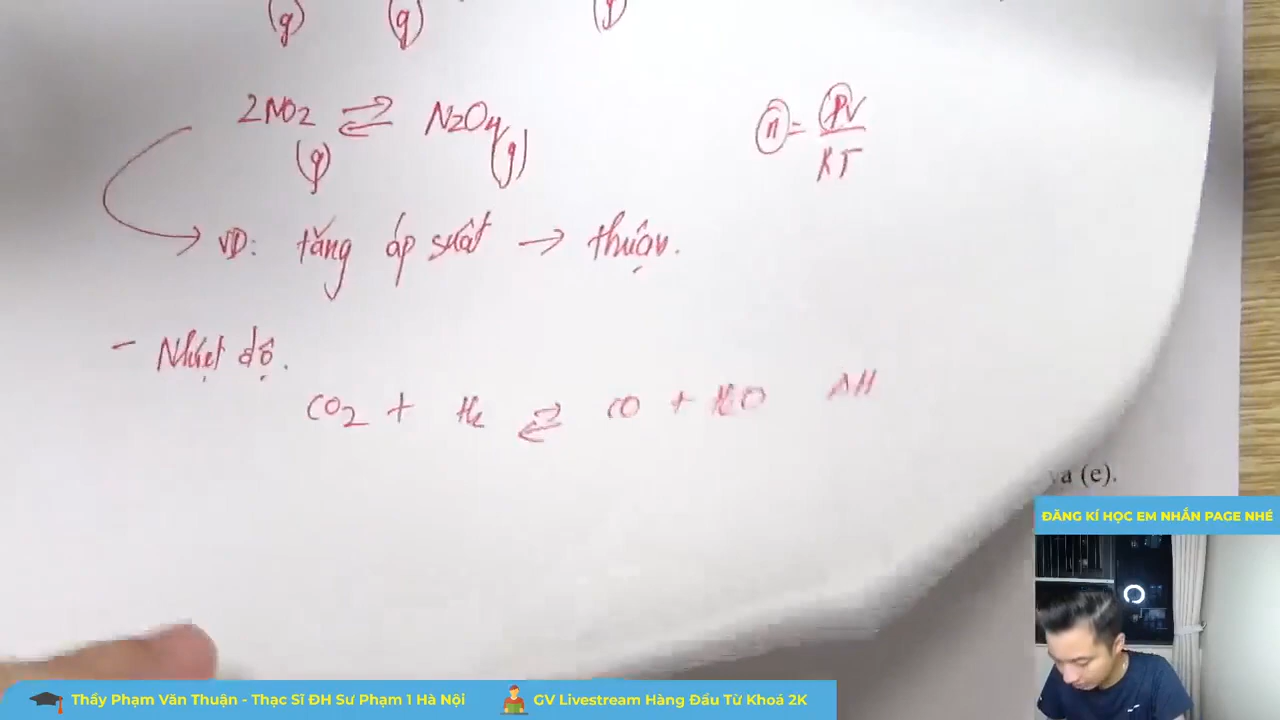 (g) (g) (g)
2NO2 ⇌ N2O4
(g) (g)
n = PV
RT
VD: tăng áp suất → thuận.
- Nhiệt độ.
CO2 + H2 ⇌ CO + H2O ΔH
và (e).
ĐĂNG KÍ HỌC EM NHẮN PAGE NHÉ
Thầy Phạm Văn Thuận - Thạc Sĩ ĐH Sư Phạm 1 Hà Nội
GV Livestream Hàng Đầu Từ Khoá 2K